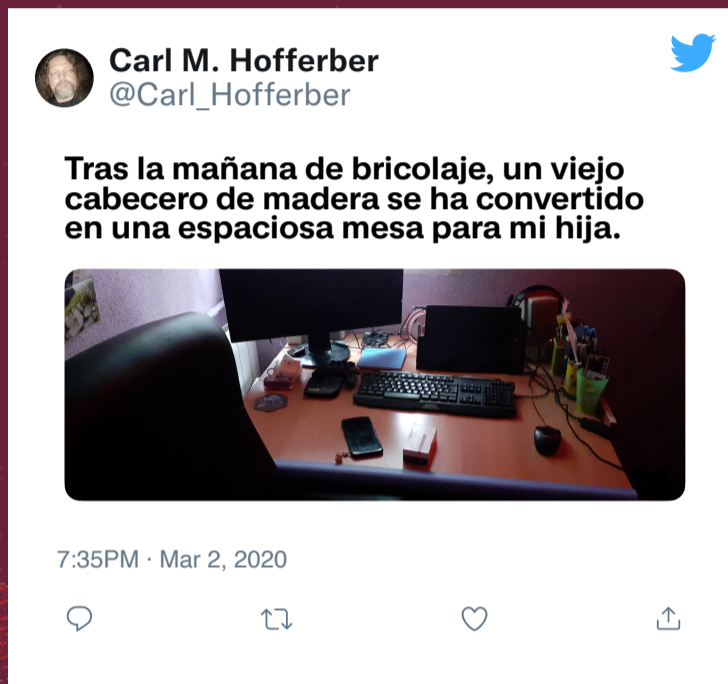 Carl M. Hofferber
@Carl_Hofferber
Tras la mañana de bricolaje, un viejo
cabecero de madera se ha convertido
en una espaciosa mesa para mi hija.
7:35PM · Mar 2, 2020